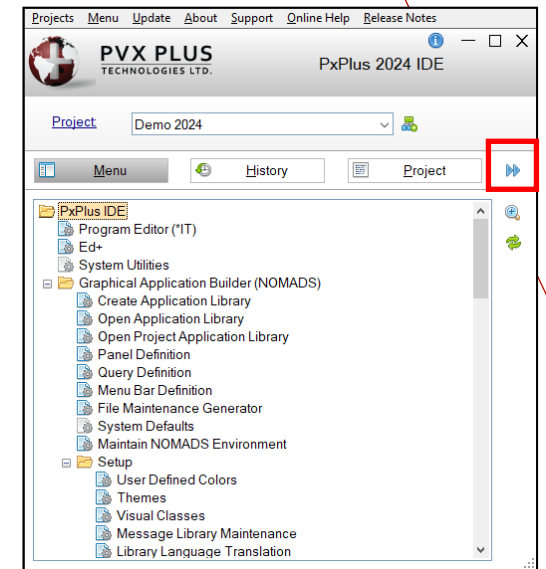 Projects Menu Update About Support Online Help Release Notes
PVX PLUS
TECHNOLOGIES LTD.
PxPlus 2024 IDE
Project Demo 2024
Menu History Project
PxPlus IDE
Program Editor (*IT)
Ed+
System Utilities
Graphical Application Builder (NOMADS)
Create Application Library
Open Application Library
Open Project Application Library
Panel Definition
Query Definition
Menu Bar Definition
File Maintenance Generator
System Defaults
Maintain NOMADS Environment
Setup
User Defined Colors
Themes
Visual Classes
Message Library Maintenance
Library Language Translation